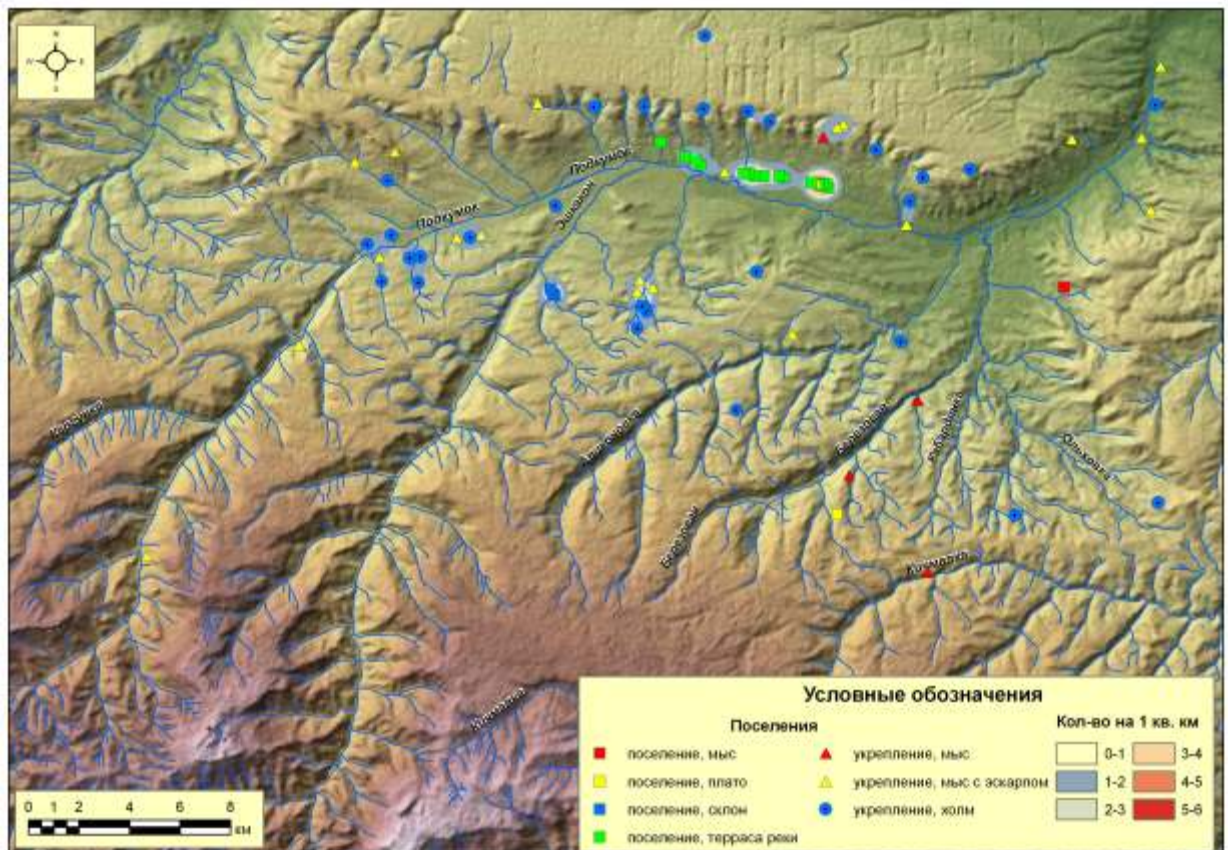 N
W E
S
Подкумок
Подкумок
Эшкакон
Березовая
Ольховка
Условные обозначения
Поселения
поселение, мыс
поселение, плато
поселение, склон
поселение, терраса реки
укрепление, мыс
укрепление, мыс с эскарпом
укрепление, холм
Кол-во на 1 кв. км
0-1
1-2
2-3
3-4
4-5
5-6
0 1 2 4 6 8
км